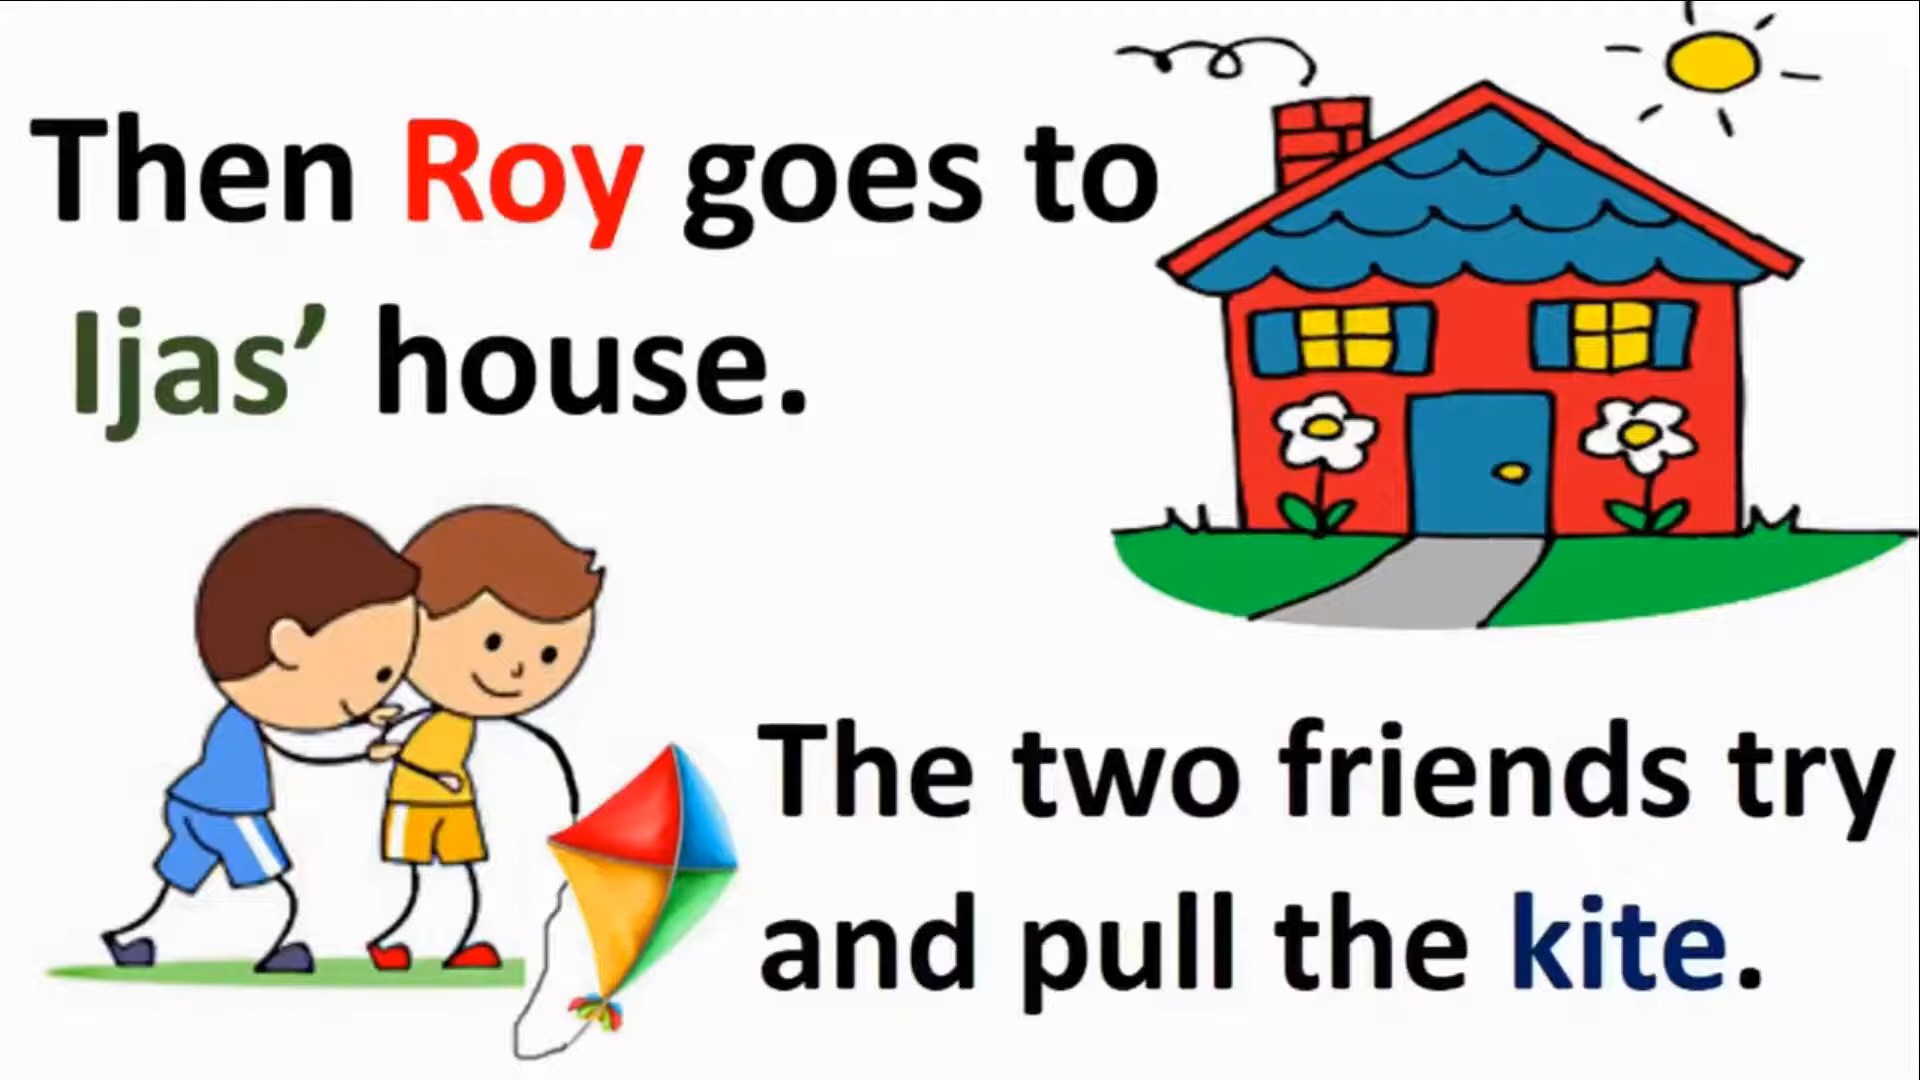 Then Roy goes to
Ijas’ house.
The two friends try
and pull the kite.